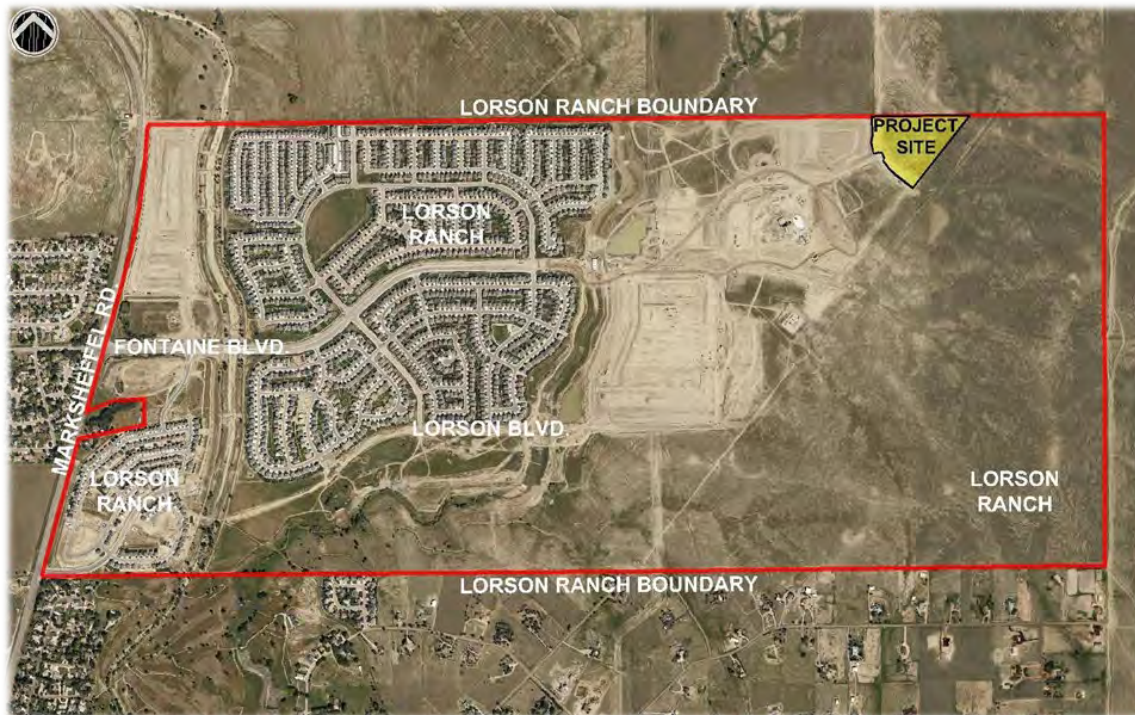 LORSON RANCH BOUNDARY
PROJECT
SITE
LORSON
RANCH
FONTAINE BLVD.
MARKSHEFFEL RD
LORSON BLVD.
LORSON
RANCH
LORSON
RANCH
LORSON RANCH BOUNDARY